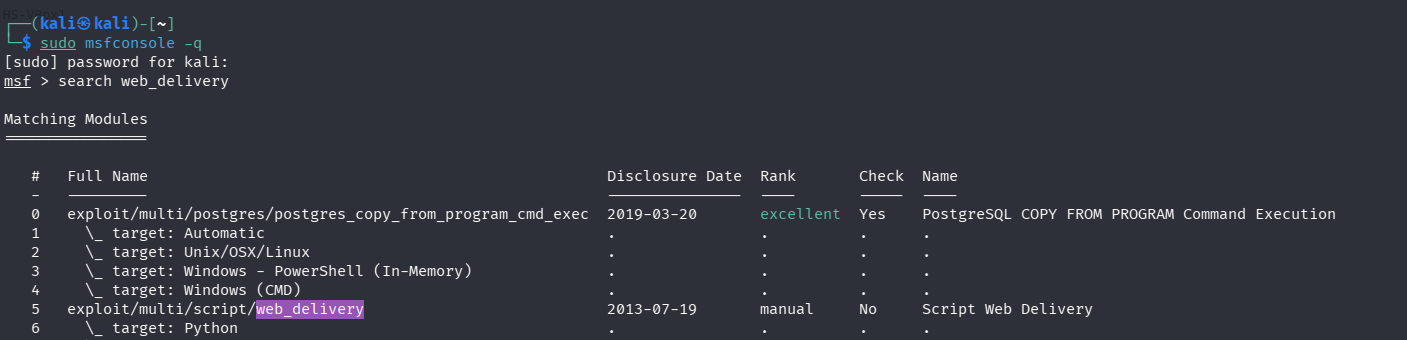 HS-VBox1
┌──(kali㉿kali)-[~]
└─$ sudo msfconsole -q
[sudo] password for kali:
msf > search web_delivery
Matching Modules
================
#   Full Name                                                   Disclosure Date  Rank       Check  Name
-   ---------                                                   ---------------  ----       -----  ----
0   exploit/multi/postgres/postgres_copy_from_program_cmd_exec  2019-03-20       excellent  Yes    PostgreSQL COPY FROM PROGRAM Command Execution
1     \_ target: Automatic                                      .                .          .      .
2     \_ target: Unix/OSX/Linux                                 .                .          .      .
3     \_ target: Windows - PowerShell (In-Memory)               .                .          .      .
4     \_ target: Windows (CMD)                                  .                .          .      .
5   exploit/multi/script/web_delivery                           2013-07-19       manual     No     Script Web Delivery
6     \_ target: Python                                         .                .          .      .